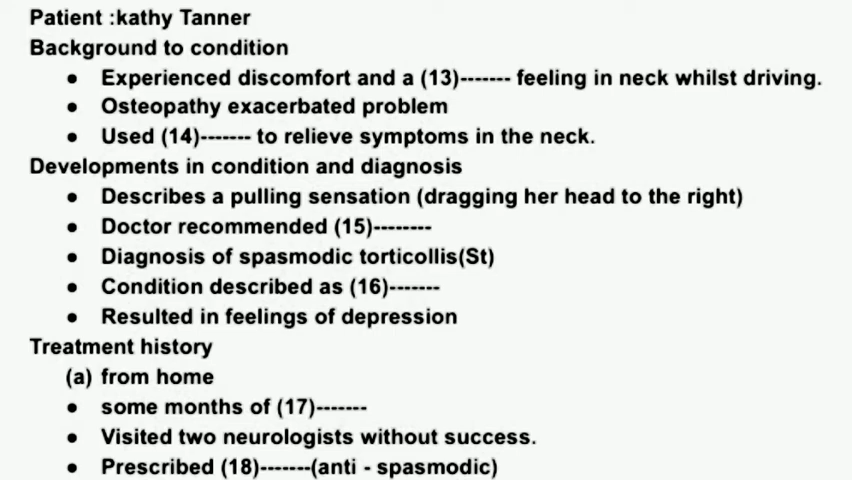 Patient :kathy Tanner
Background to condition
● Experienced discomfort and a (13)------- feeling in neck whilst driving.
● Osteopathy exacerbated problem
● Used (14)------- to relieve symptoms in the neck.
Developments in condition and diagnosis
● Describes a pulling sensation (dragging her head to the right)
● Doctor recommended (15)--------
● Diagnosis of spasmodic torticollis(St)
● Condition described as (16)-------
● Resulted in feelings of depression
Treatment history
(a) from home
● some months of (17)-------
● Visited two neurologists without success.
● Prescribed (18)-------(anti - spasmodic)